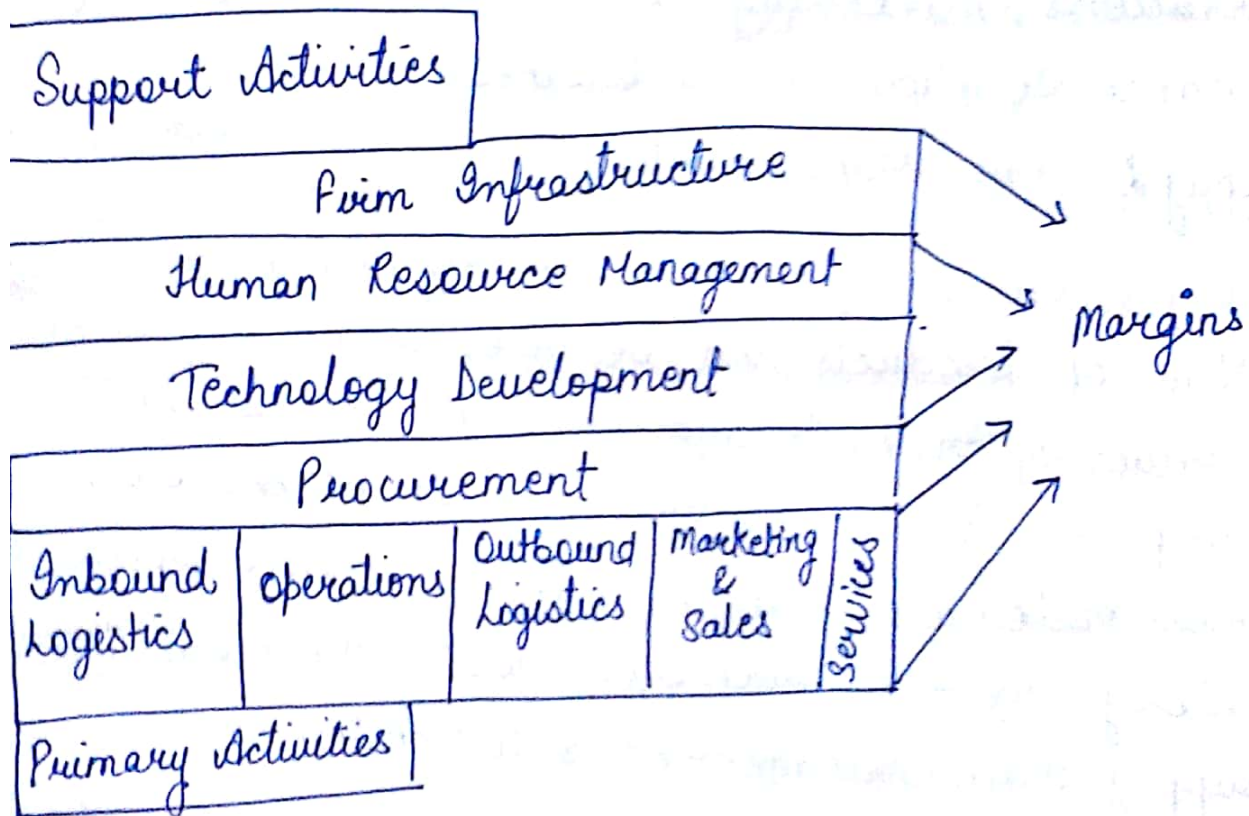 Support Activities
Firm Infrastructure
Human Resource Management
Margins
Technology Development
Procurement
Inbound
Logistics
Operations
Outbound
Logistics
Marketing
&
Sales
Services
Primary Activities